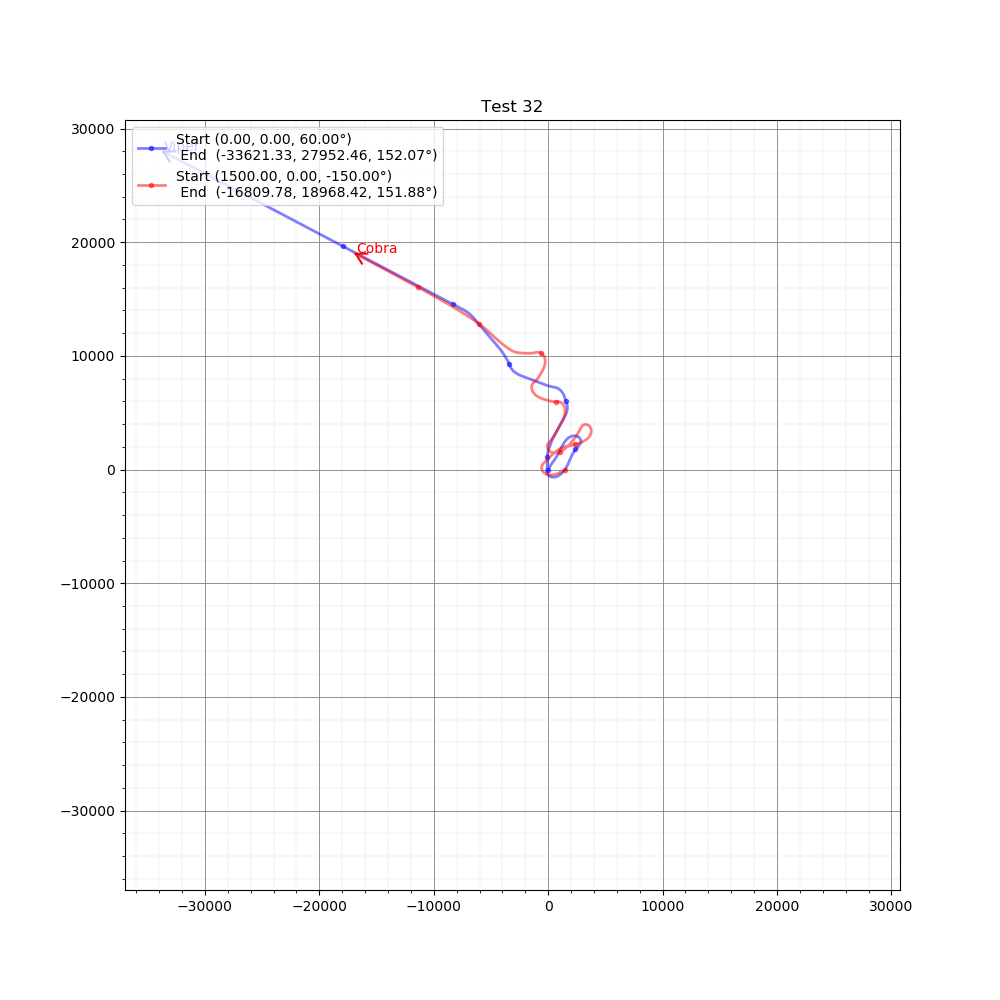 Test 32
30000
20000
10000
0
−10000
−20000
−30000
Start (0.00, 0.00, 60.00°)
End (-33621.33, 27952.46, 152.07°)
Start (1500.00, 0.00, -150.00°)
End (-16809.78, 18968.42, 151.88°)
Viper
Cobra
−30000
−20000
−10000
0
10000
20000
30000